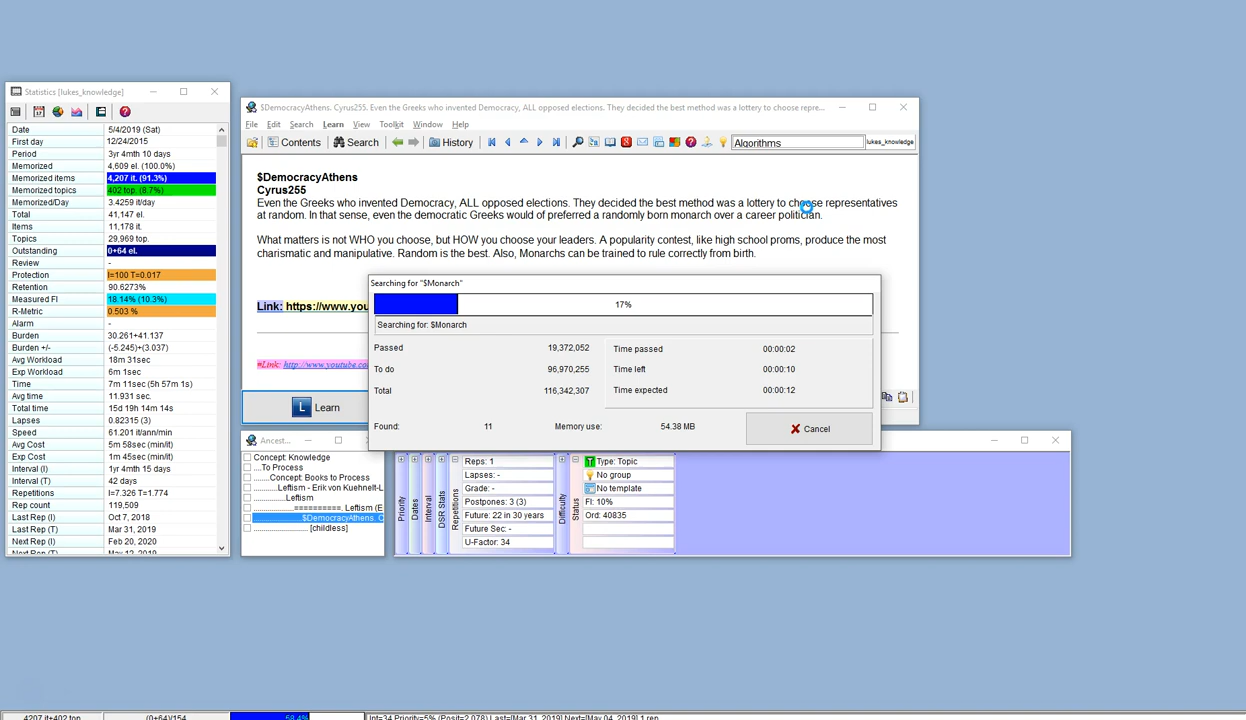 Statistics [lukes_knowledge]
Date 5/4/2019 (Sat)
First day 12/24/2015
Period 3yr 4mth 10 days
Memorized 4,609 el. (100.0%)
Memorized items 4,207 it. (91.3%)
Memorized topics 402 top. (8.7%)
Memorized/Day 3.4259 it/day
Total 41,147 el.
Items 11,178 it.
Topics 29,969 top.
Outstanding 0+64 el.
Review -
Protection I=100 T=0.017
Retention 90.6273%
Measured FI 18.14% (10.3%)
R-Metric 0.503 %
Alarm -
Burden 30.261+41.137
Burden +/- (-5.245)+(3.037)
Avg Workload 18m 31sec
Exp Workload 6m 1sec
Time 7m 11sec (5h 57m 1s)
Avg time 11.931 sec.
Total time 15d 19h 14m 14s
Lapses 0.82315 (3)
Speed 61.201 it/ann/min
Avg Cost 5m 58sec (min/it)
Exp Cost 1m 45sec (min/it)
Interval (I) 1yr 4mth 15 days
Interval (T) 42 days
Repetitions I=7.326 T=1.774
Rep count 119,509
Last Rep (I) Oct 7, 2018
Last Rep (T) Mar 31, 2019
Next Rep (I) Feb 20, 2020
Next Rep (T) May 12, 2019
$DemocracyAthens. Cyrus255. Even the Greeks who invented Democracy, ALL opposed elections. They decided the best method was a lottery to choose repre...
File Edit Search Learn View Toolkit Window Help
Contents Search History Algorithms lukes_knowledge
$DemocracyAthens
Cyrus255
Even the Greeks who invented Democracy, ALL opposed elections. They decided the best method was a lottery to choose representatives
at random. In that sense, even the democratic Greeks would of preferred a randomly born monarch over a career politician.
What matters is not WHO you choose, but HOW you choose your leaders. A popularity contest, like high school proms, produce the most
charismatic and manipulative. Random is the best. Also, Monarchs can be trained to rule correctly from birth.
Link: https://www.you
#Link: http://www.youtube.co
L Learn
Searching for "$Monarch"
17%
Searching for: $Monarch
Passed 19,372,052 Time passed 00:00:02
To do 96,970,255 Time left 00:00:10
Total 116,342,307 Time expected 00:00:12
Found: 11 Memory use: 54.38 MB Cancel
Ancest...
Concept: Knowledge
....To Process
........Concept: Books to Process
............Leftism - Erik von Kuehnelt-L
................Leftism
....................==========. Leftism (E
........................$DemocracyAthens. C
............................[childless]
Priority
Dates
Interval
DSR Stats
Repetitions
Reps: 1
Lapses: -
Grade: -
Postpones: 3 (3)
Future: 22 in 30 years
Future Sec: -
U-Factor: 34
Difficulty
Status
T Type: Topic
No group
No template
FI: 10%
Ord: 40835
4207 it+402 top (0+64)/154 58.4% Int=34 Priority=5% (Posit=2,078) Last=[Mar 31, 2019] Next=[May 04, 2019] 1 rep